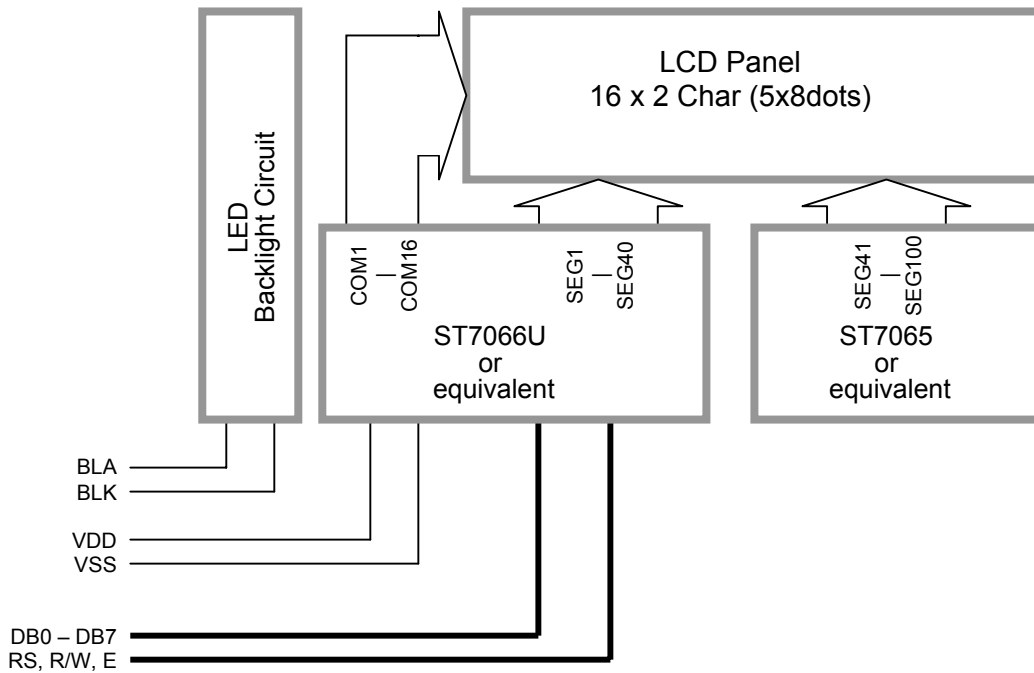 LCD Panel
16 x 2 Char (5x8dots)
LED
Backlight Circuit
COM1
COM16
SEG1
SEG40
ST7066U
or
equivalent
SEG41
SEG100
ST7065
or
equivalent
BLA
BLK
VDD
VSS
DB0 – DB7
RS, R/W, E